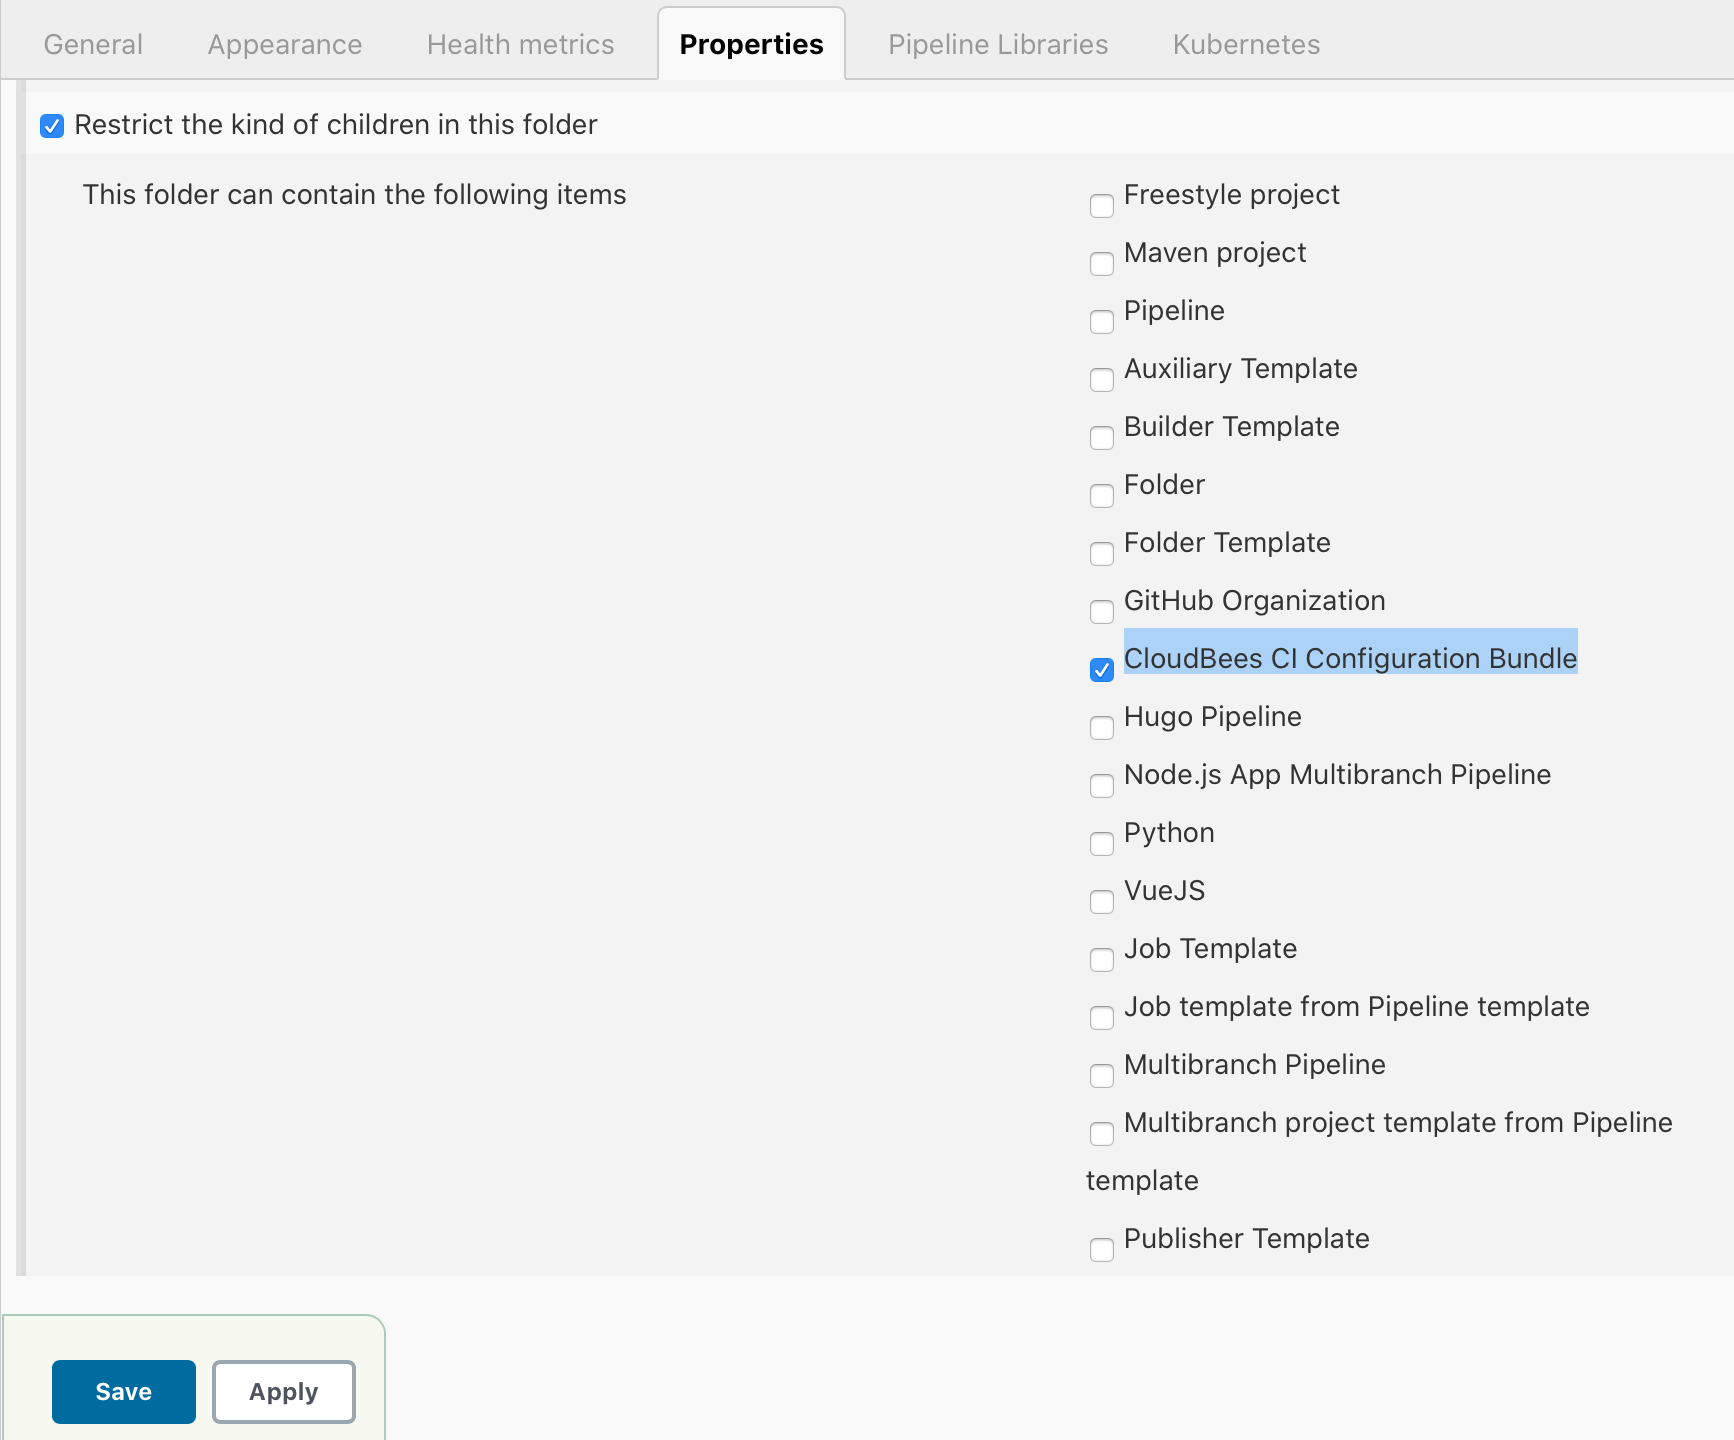 General Appearance Health metrics Properties Pipeline Libraries Kubernetes
Restrict the kind of children in this folder
This folder can contain the following items
Freestyle project
Maven project
Pipeline
Auxiliary Template
Builder Template
Folder
Folder Template
GitHub Organization
CloudBees CI Configuration Bundle
Hugo Pipeline
Node.js App Multibranch Pipeline
Python
VueJS
Job Template
Job template from Pipeline template
Multibranch Pipeline
Multibranch project template from Pipeline
template
Publisher Template
Save Apply